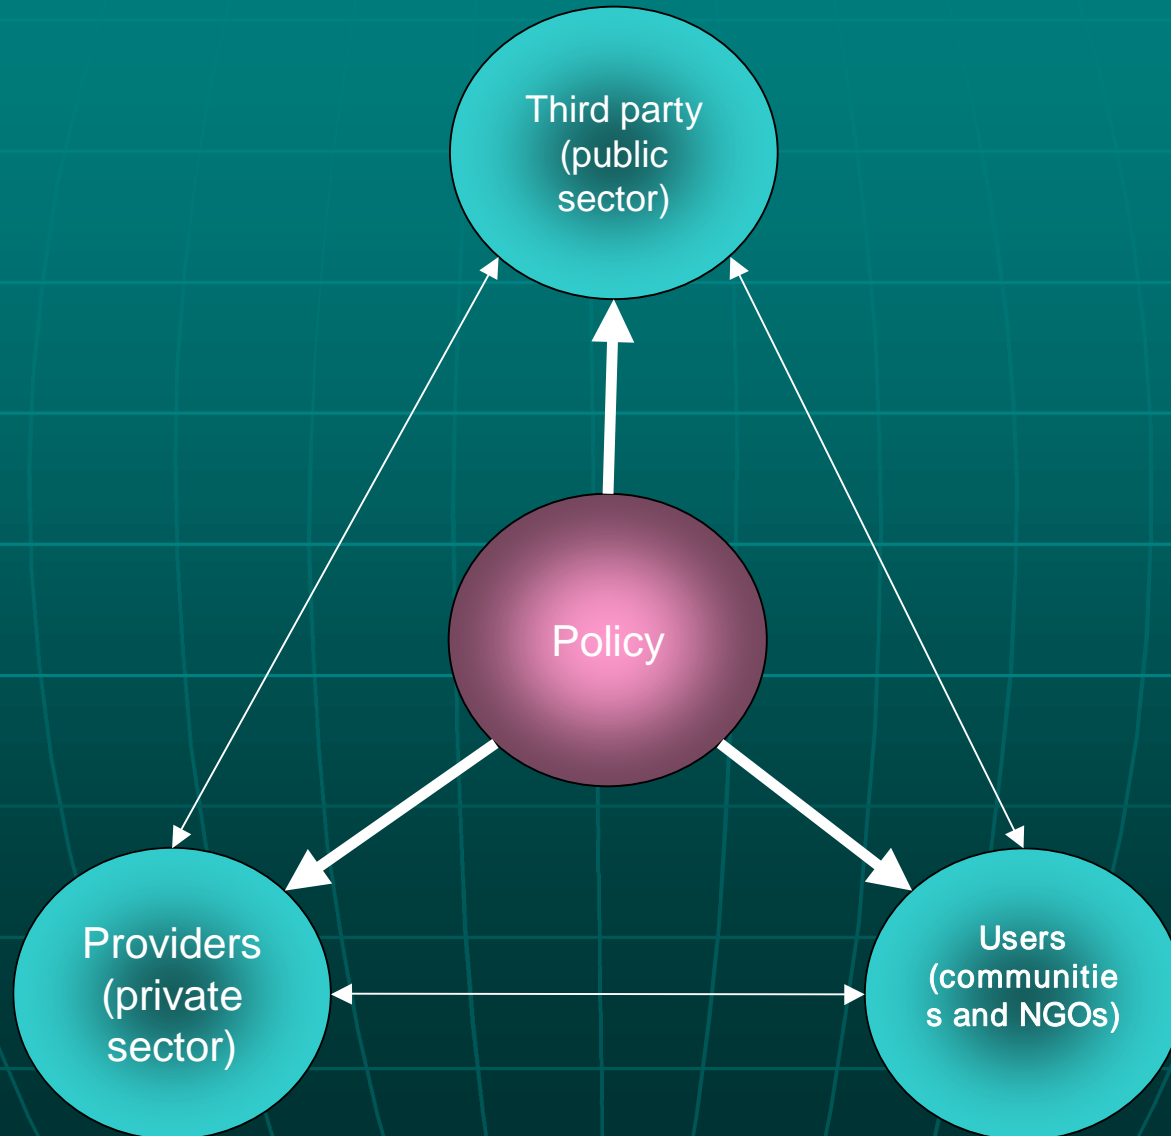 Third party
(public
sector)
Policy
Providers
(private
sector)
Users
(communitie
s and NGOs)